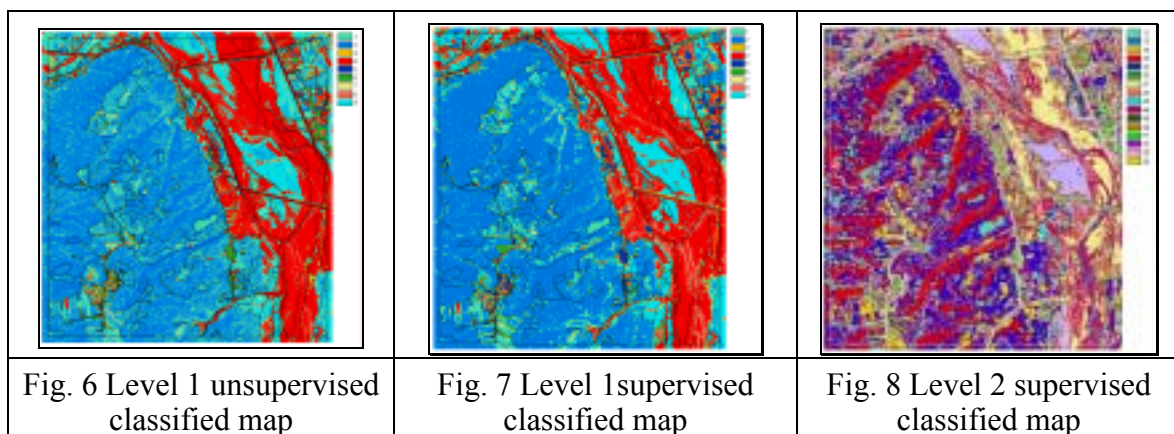 Fig. 6 Level 1 unsupervised
classified map
Fig. 7 Level 1supervised
classified map
Fig. 8 Level 2 supervised
classified map